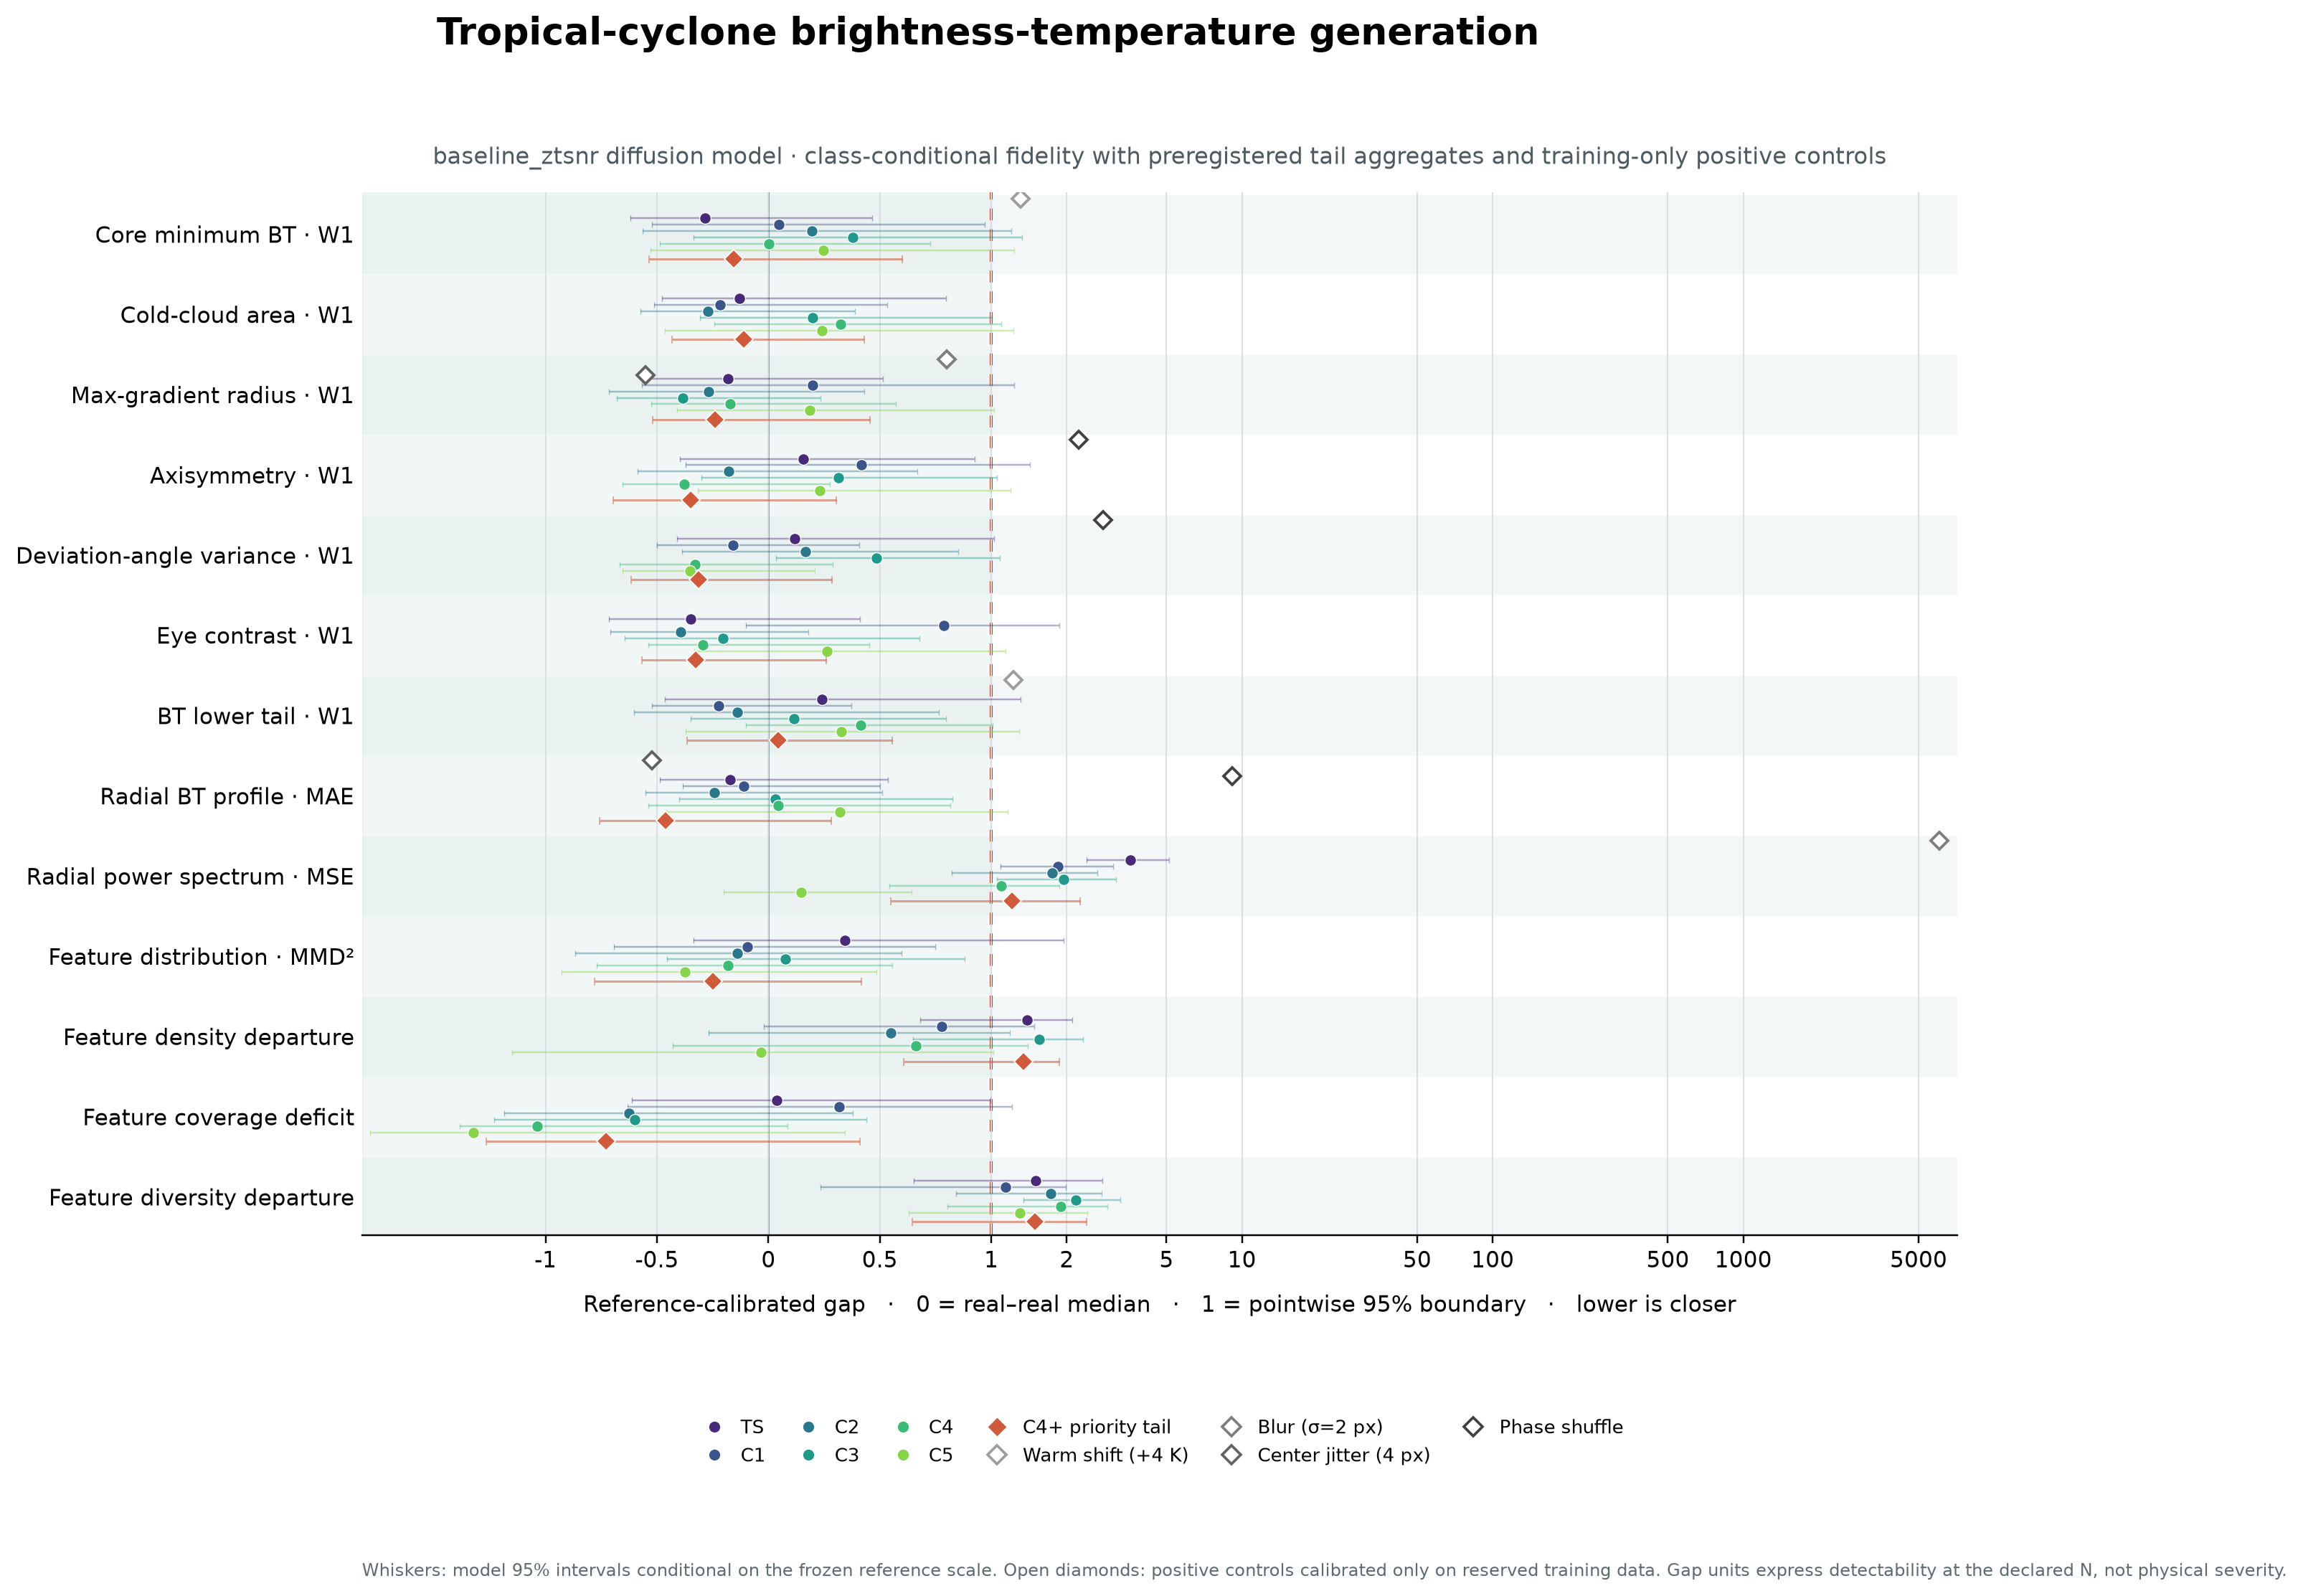 Tropical-cyclone brightness-temperature generation
baseline_ztsnr diffusion model · class-conditional fidelity with preregistered tail aggregates and training-only positive controls
Core minimum BT · W1
Cold-cloud area · W1
Max-gradient radius · W1
Axisymmetry · W1
Deviation-angle variance · W1
Eye contrast · W1
BT lower tail · W1
Radial BT profile · MAE
Radial power spectrum · MSE
Feature distribution · MMD²
Feature density departure
Feature coverage deficit
Feature diversity departure
-1 -0.5 0 0.5 1 2 5 10 50 100 500 1000 5000
Reference-calibrated gap · 0 = real–real median · 1 = pointwise 95% boundary · lower is closer
TS C2 C4 C4+ priority tail Blur (σ=2 px) Phase shuffle
C1 C3 C5 Warm shift (+4 K) Center jitter (4 px)
Whiskers: model 95% intervals conditional on the frozen reference scale. Open diamonds: positive controls calibrated only on reserved training data. Gap units express detectability at the declared N, not physical severity.